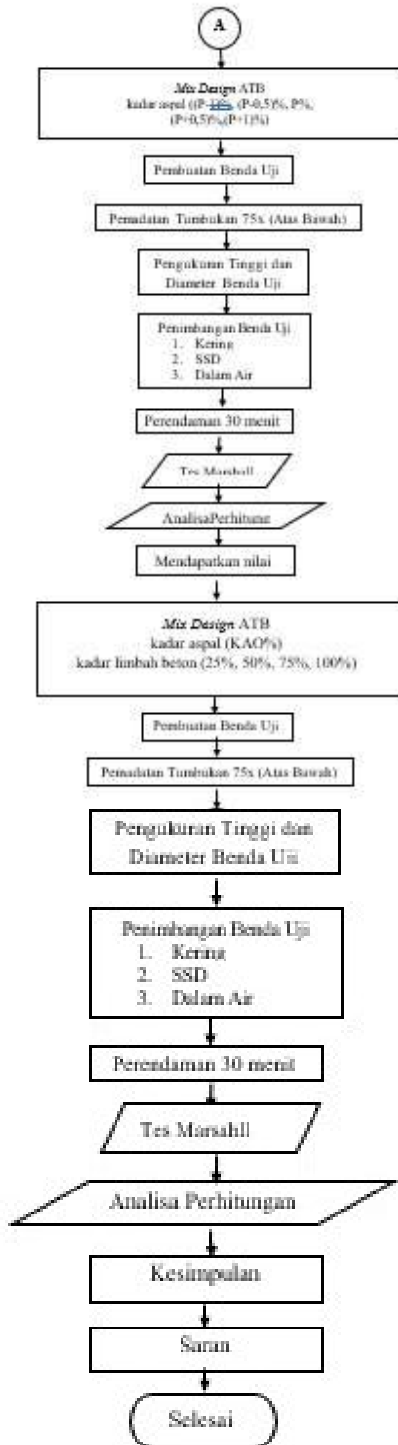 A
Mix Design ATB
kadar aspal ((P-1)%, (P-0,5)%, P%,
(P+0,5)%,(P+1)%)
Pembuatan Benda Uji
Pemadatan Tumbukan 75x (Atas Bawah)
Pengukuran Tinggi dan
Diameter Benda Uji
Penimbangan Benda Uji
1. Kering
2. SSD
3. Dalam Air
Perendaman 30 menit
Tes Marshall
AnalisaPerhitung
Mendapatkan nilai
Mix Design ATB
kadar aspal (KAO%)
kadar limbah beton (25%, 50%, 75%, 100%)
Pembuatan Benda Uji
Pemadatan Tumbukan 75x (Atas Bawah)
Pengukuran Tinggi dan
Diameter Benda Uji
Penimbangan Benda Uji
1. Kering
2. SSD
3. Dalam Air
Perendaman 30 menit
Tes Marsahll
Analisa Perhitungan
Kesimpulan
Saran
Selesai